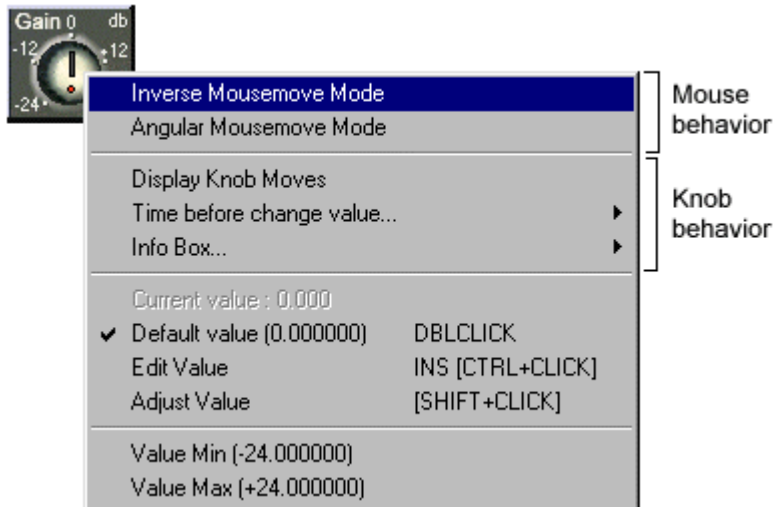 Gain 0 db
-12 12
-24
Inverse Mousemove Mode
Angular Mousemove Mode
Mouse
behavior
Display Knob Moves
Time before change value...
Info Box...
Knob
behavior
Current value : 0.000
Default value (0.000000) DBLCLICK
Edit Value INS [CTRL+CLICK]
Adjust Value [SHIFT+CLICK]
Value Min (-24.000000)
Value Max (+24.000000)